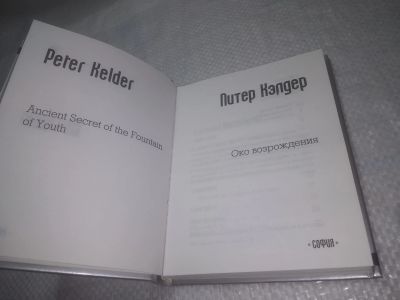 Peter Kelder
Ancient Secret of the Fountain
of Youth
Питер Кэлдер
Око возрождения
• СОФИЯ •